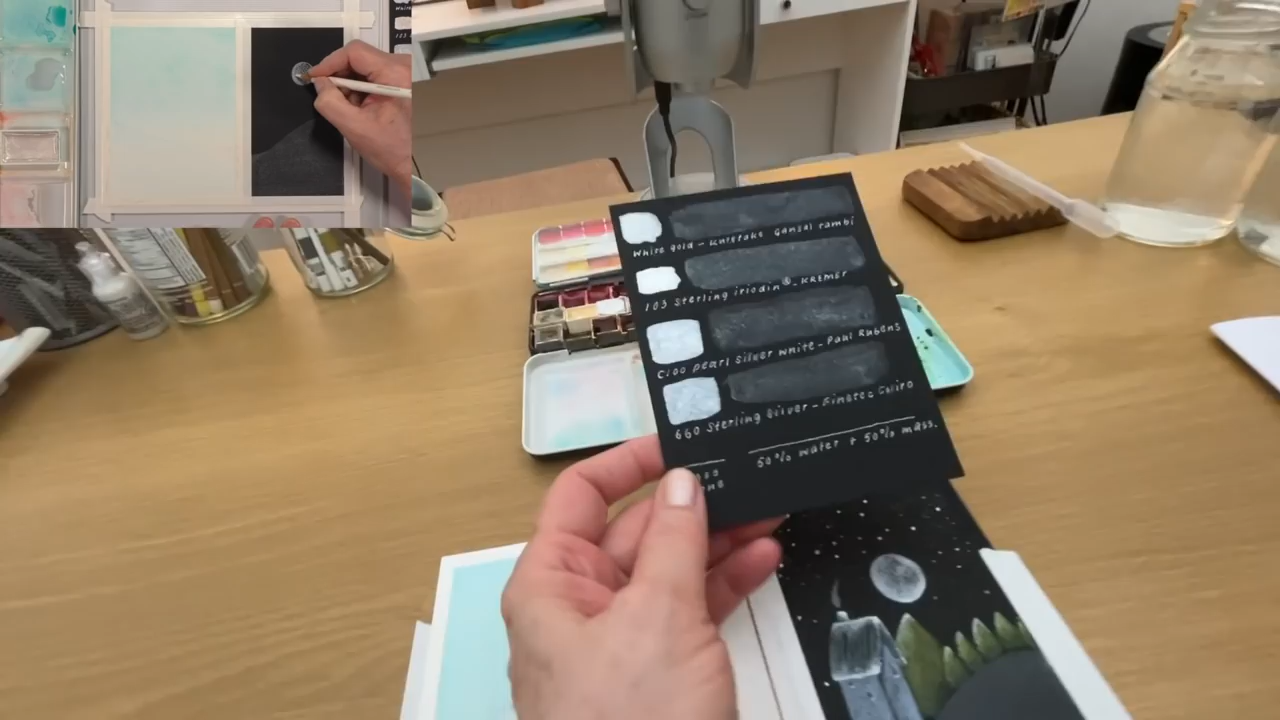 White gold - Kuretake Gansai Tambi
103 Sterling iriodin® - KREMER
C100 pearl Silver white - Paul Rubens
660 Sterling Silver - Finetec Coliro
50% water + 50% mass.